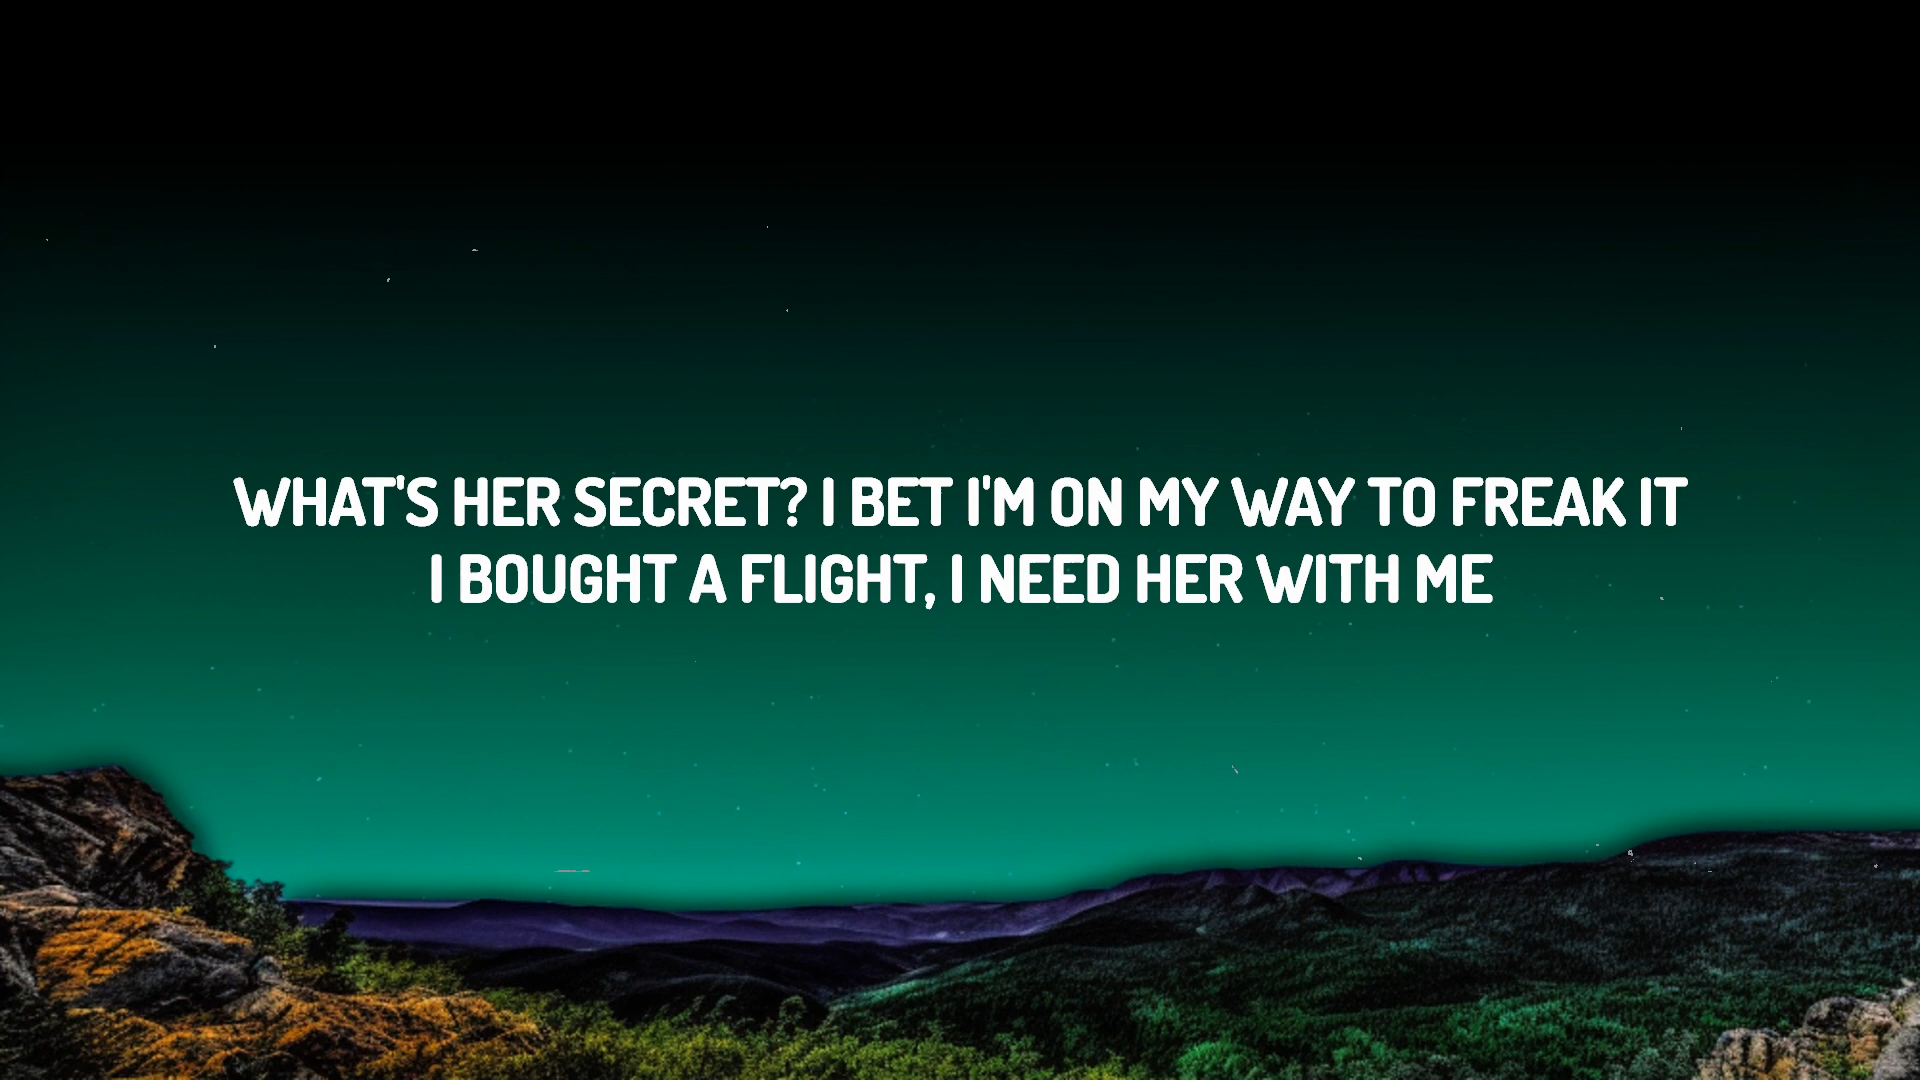 WHAT'S HER SECRET? I BET I'M ON MY WAY TO FREAK IT
I BOUGHT A FLIGHT, I NEED HER WITH ME